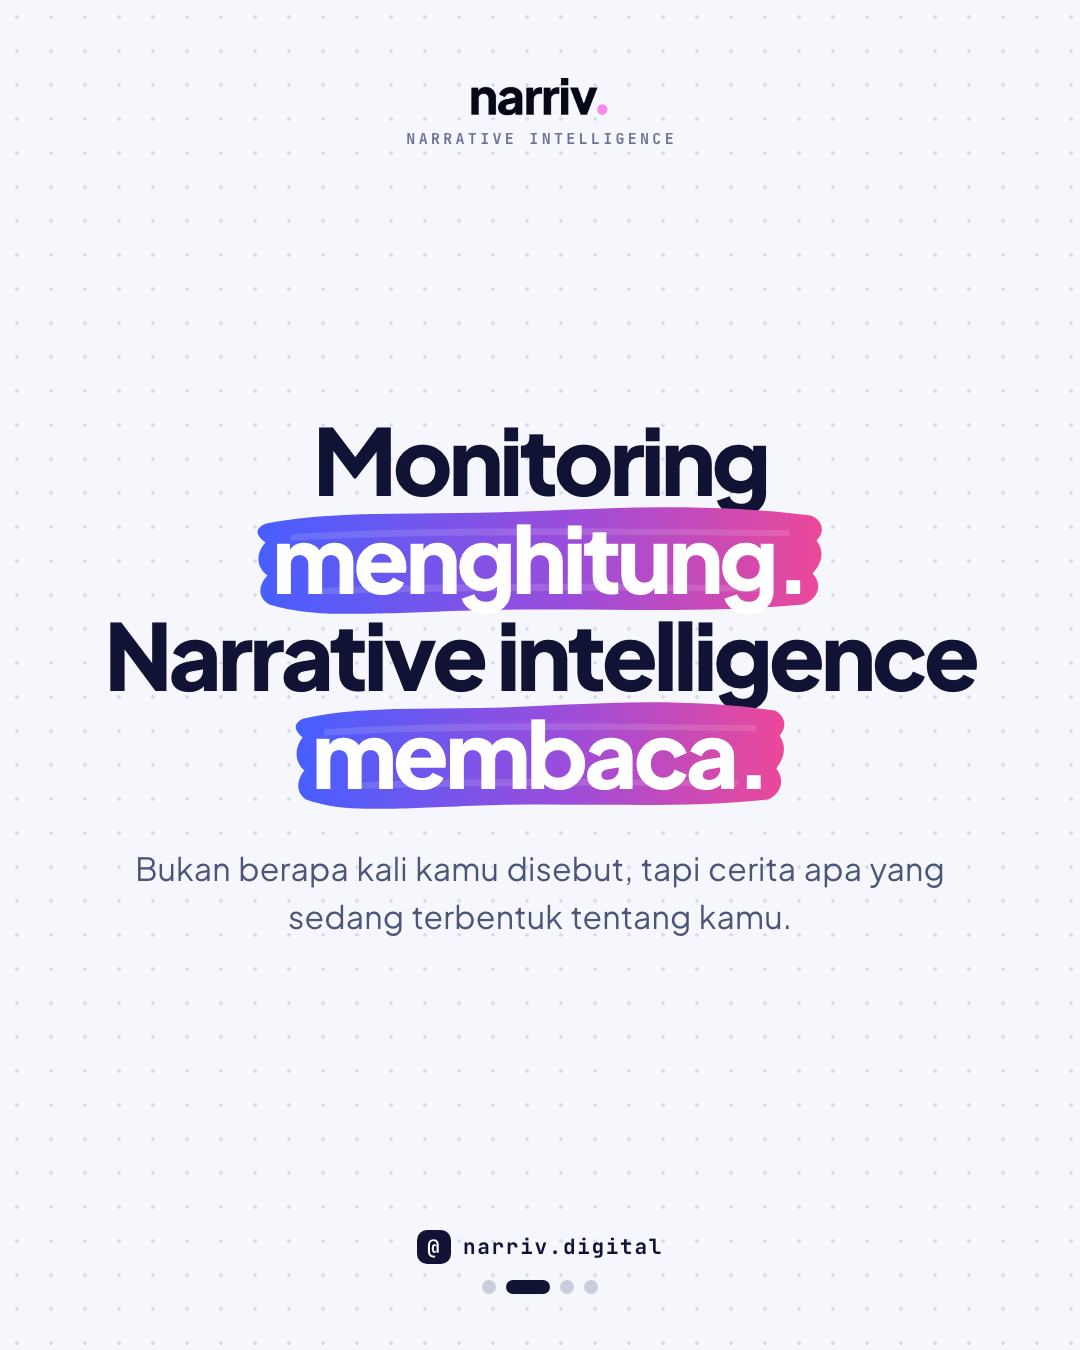 narriv.
NARRATIVE INTELLIGENCE
Monitoring
menghitung.
Narrative intelligence
membaca.
Bukan berapa kali kamu disebut, tapi cerita apa yang
sedang terbentuk tentang kamu.
@ narriv.digital